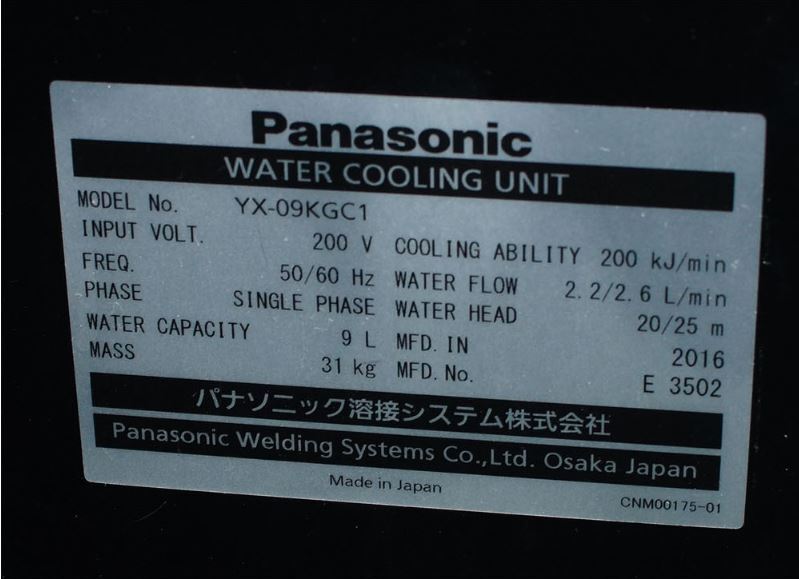 Panasonic
WATER COOLING UNIT
MODEL No. YX-09KGC1
INPUT VOLT. 200 V COOLING ABILITY 200 kJ/min
FREQ. 50/60 Hz WATER FLOW 2.2/2.6 L/min
PHASE SINGLE PHASE WATER HEAD 20/25 m
WATER CAPACITY 9 L MFD. IN 2016
MASS 31 kg MFD. No. E 3502
パナソニック溶接システム株式会社
Panasonic Welding Systems Co.,Ltd. Osaka Japan
Made in Japan
CNM00175-01